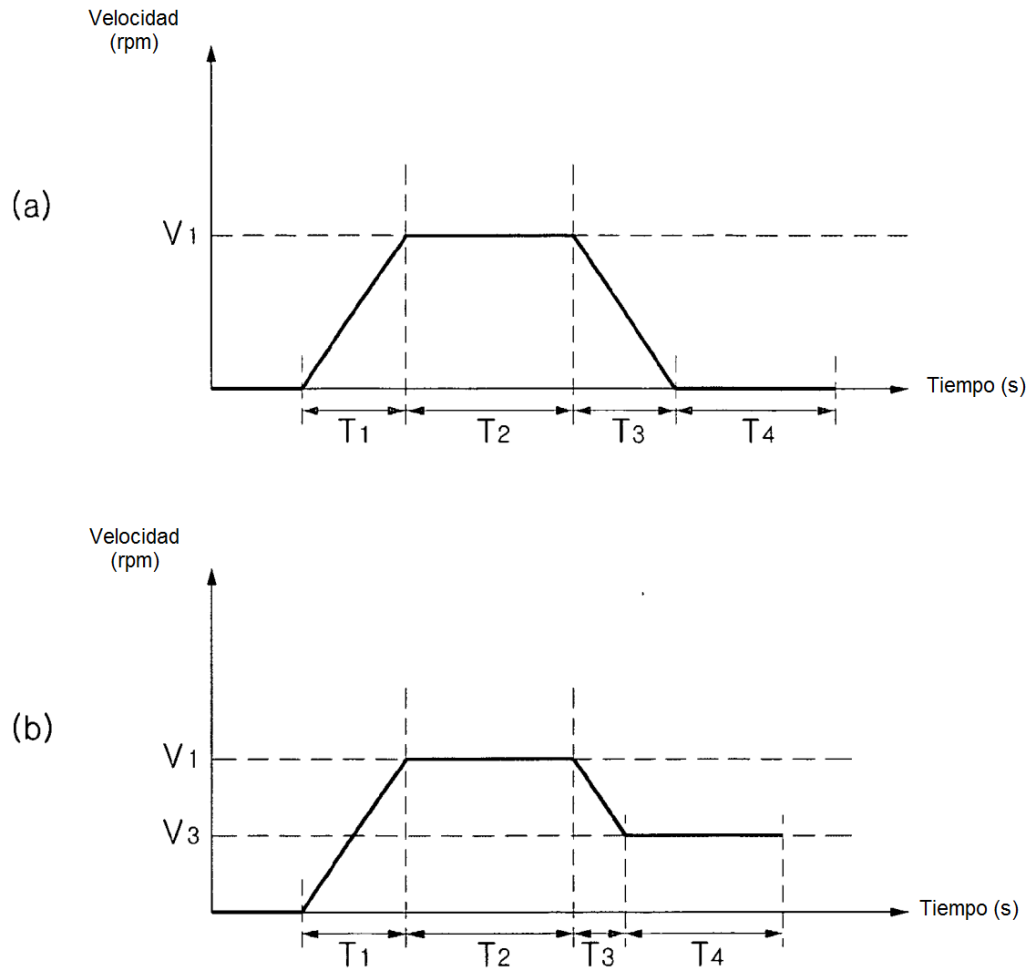 Velocidad
(rpm)
(a)
V1
Tiempo (s)
T1 T2 T3 T4
Velocidad
(rpm)
(b)
V1
V3
Tiempo (s)
T1 T2 T3 T4